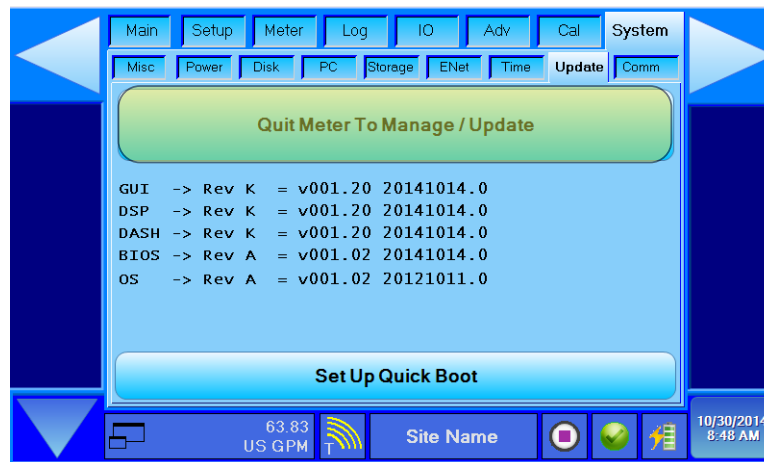 Main Setup Meter Log IO Adv Cal System
Misc Power Disk PC Storage ENet Time Update Comm
Quit Meter To Manage / Update
GUI -> Rev K = v001.20 20141014.0
DSP -> Rev K = v001.20 20141014.0
DASH -> Rev K = v001.20 20141014.0
BIOS -> Rev A = v001.02 20141014.0
OS -> Rev A = v001.02 20121011.0
Set Up Quick Boot
63.83
US GPM
T
Site Name
10/30/2014
8:48 AM